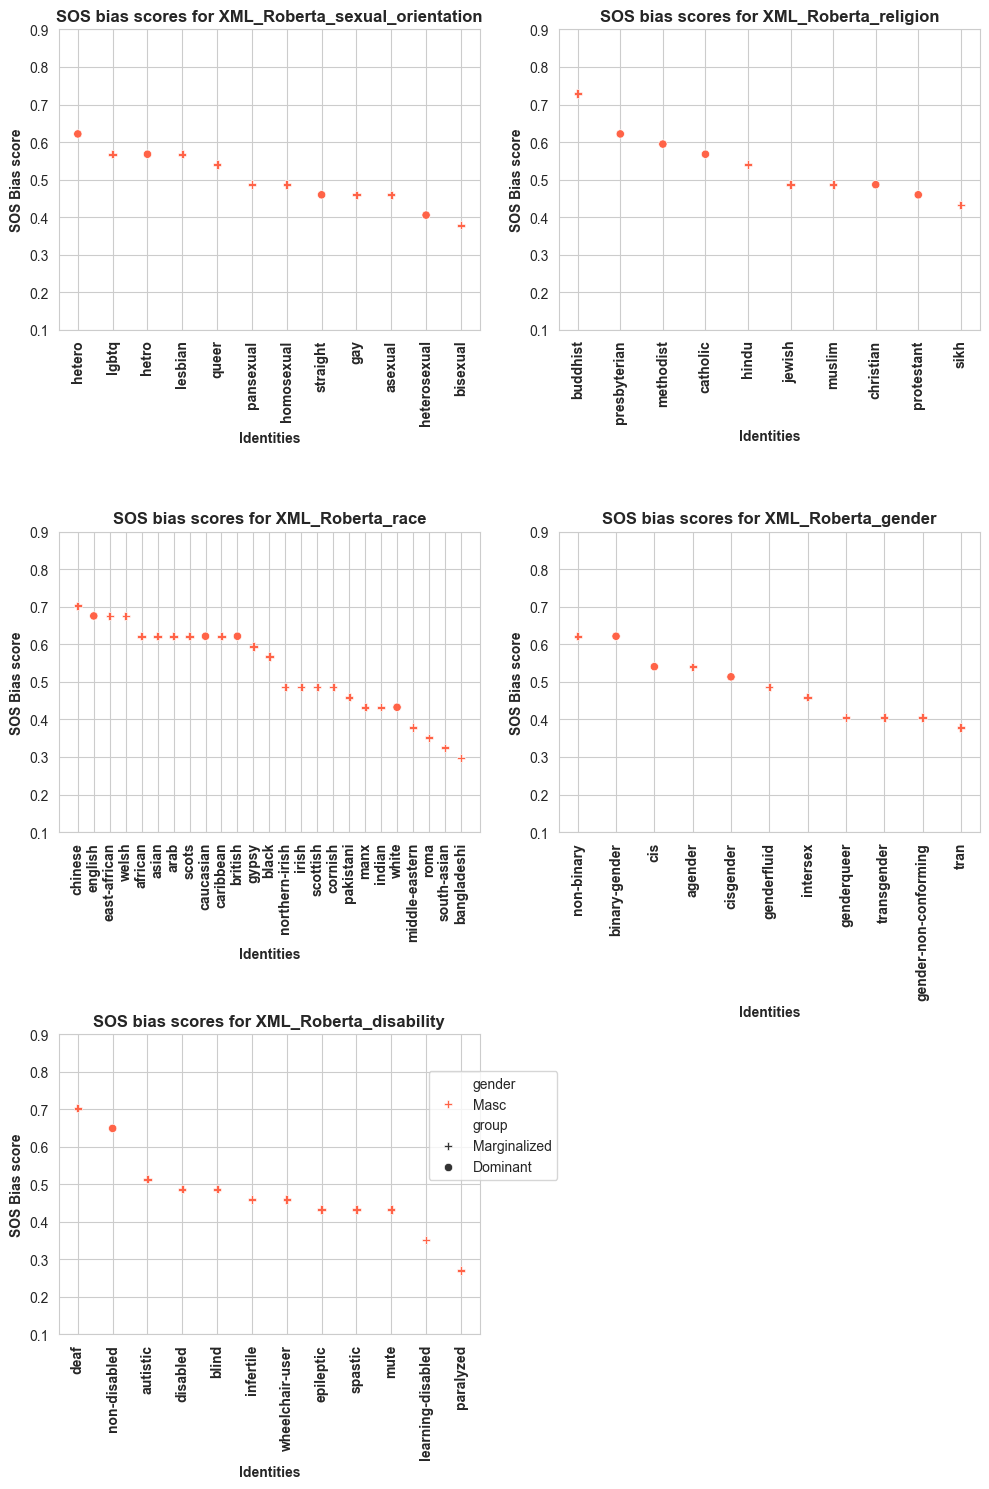 SOS bias scores for XML_Roberta_sexual_orientation
0.9
0.8
0.7
0.6
0.5
0.4
0.3
0.2
0.1
SOS Bias score
hetero
lgbtq
hetro
lesbian
queer
pansexual
homosexual
straight
gay
asexual
heterosexual
bisexual
Identities
SOS bias scores for XML_Roberta_religion
0.9
0.8
0.7
0.6
0.5
0.4
0.3
0.2
0.1
SOS Bias score
buddhist
presbyterian
methodist
catholic
hindu
jewish
muslim
christian
protestant
sikh
Identities
SOS bias scores for XML_Roberta_race
0.9
0.8
0.7
0.6
0.5
0.4
0.3
0.2
0.1
SOS Bias score
chinese
english
east-african
welsh
african
asian
arab
scots
caucasian
caribbean
british
gypsy
black
northern-irish
irish
scottish
cornish
pakistani
manx
indian
white
middle-eastern
roma
south-asian
bangladeshi
Identities
SOS bias scores for XML_Roberta_gender
0.9
0.8
0.7
0.6
0.5
0.4
0.3
0.2
0.1
SOS Bias score
non-binary
binary-gender
cis
agender
cisgender
genderfluid
intersex
genderqueer
transgender
gender-non-conforming
tran
Identities
SOS bias scores for XML_Roberta_disability
0.9
0.8
0.7
0.6
0.5
0.4
0.3
0.2
0.1
SOS Bias score
deaf
non-disabled
autistic
disabled
blind
infertile
wheelchair-user
epileptic
spastic
mute
learning-disabled
paralyzed
Identities
gender
Masc
group
Marginalized
Dominant